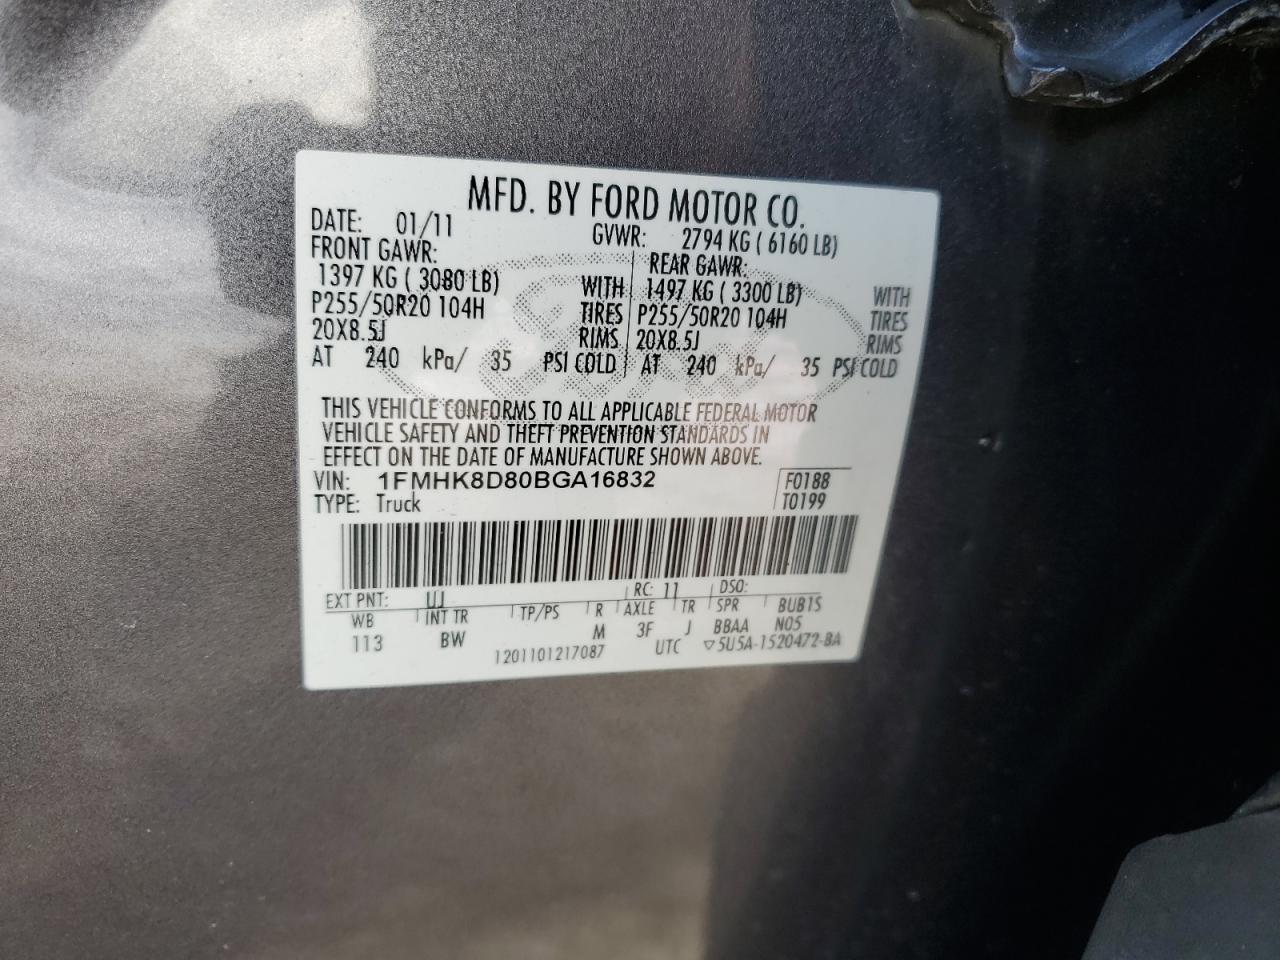 MFD. BY FORD MOTOR CO.
DATE: 01/11 GVWR: 2794 KG ( 6160 LB)
FRONT GAWR: REAR GAWR:
1397 KG ( 3080 LB) WITH 1497 KG ( 3300 LB) WITH
P255/50R20 104H TIRES P255/50R20 104H TIRES
20X8.5J RIMS 20X8.5J RIMS
AT 240 kPa/ 35 PSI COLD AT 240 kPa/ 35 PSI COLD
THIS VEHICLE CONFORMS TO ALL APPLICABLE FEDERAL MOTOR
VEHICLE SAFETY AND THEFT PREVENTION STANDARDS IN
EFFECT ON THE DATE OF MANUFACTURE SHOWN ABOVE.
VIN: 1FMHK8D80BGA16832 F0188
TYPE: Truck T0199
EXT PNT: UJ RC: 11 DSO:
WB INT TR TP/PS R AXLE TR SPR BUB1S
113 BW M 3F J BBAA N05
1201101217087 UTC ▽5U5A-1520472-BA